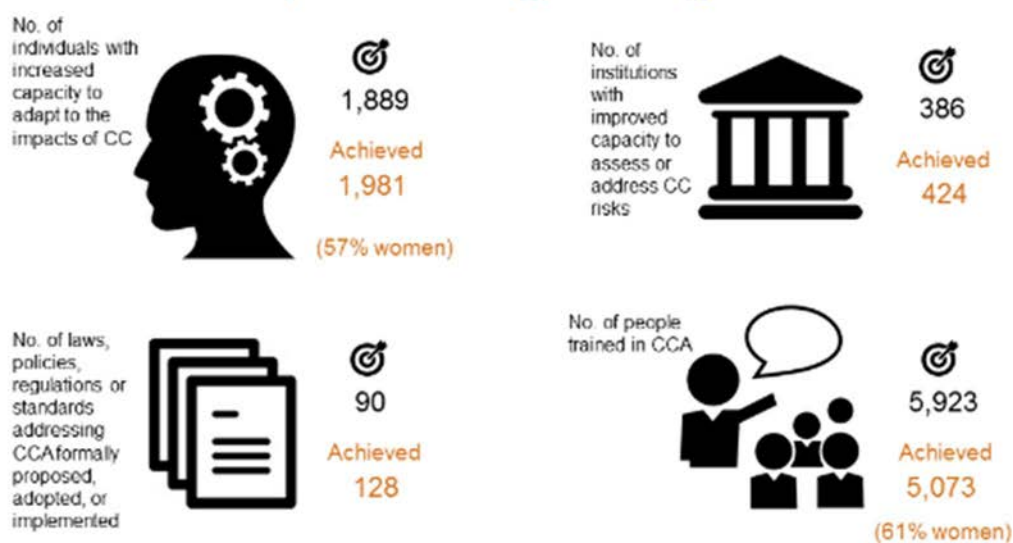 No. of
individuals with
increased
capacity to
adapt to the
impacts of CC
1,889
Achieved
1,981
(57% women)
No. of
institutions
with
improved
capacity to
assess or
address CC
risks
386
Achieved
424
No. of laws,
policies,
regulations or
standards
addressing
CCAformally
proposed,
adopted, or
implemented
90
Achieved
128
No. of people
trained in CCA
5,923
Achieved
5,073
(61% women)